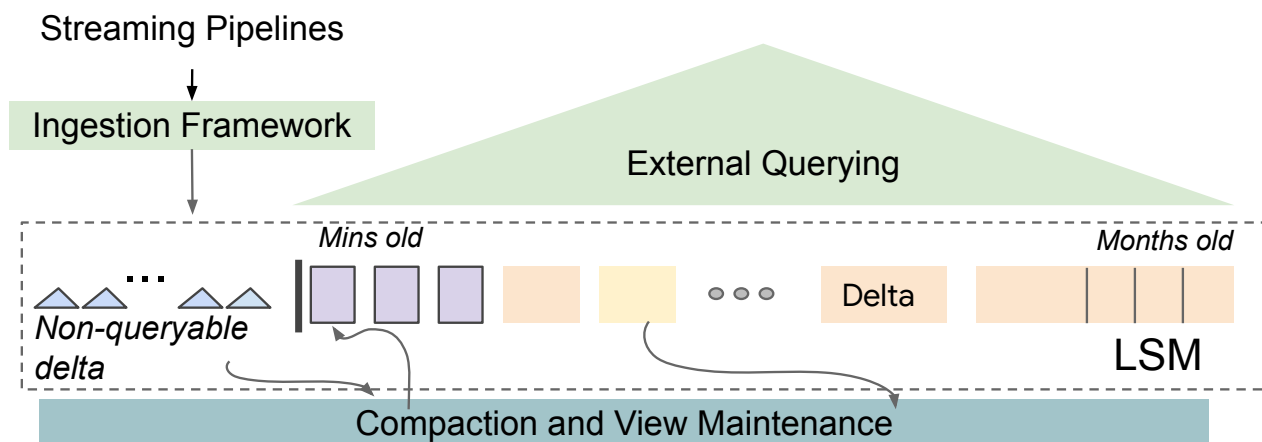 Streaming Pipelines
Ingestion Framework
External Querying
Mins old
Months old
...
Delta
Non-queryable
delta
LSM
Compaction and View Maintenance